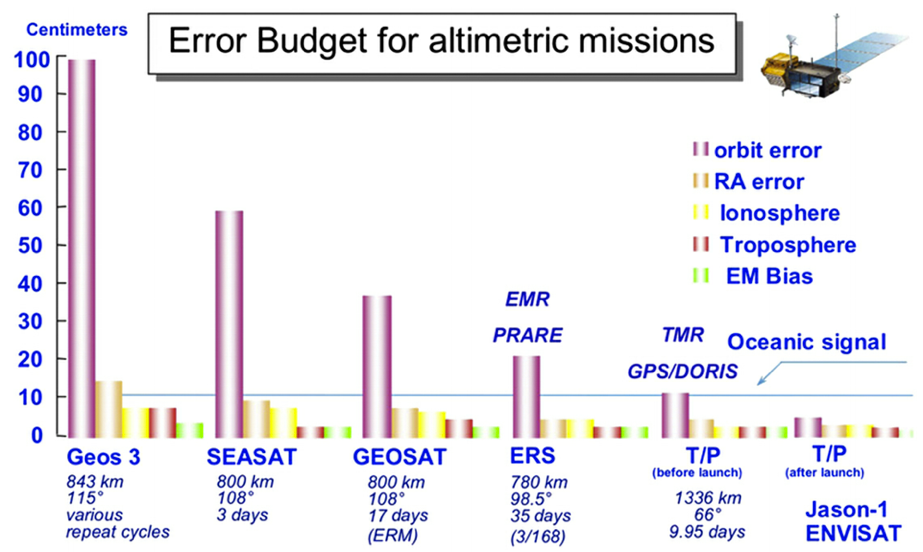 Centimeters
Error Budget for altimetric missions
100
90
80
70
60
50
40
30
20
10
0
orbit error
RA error
Ionosphere
Troposphere
EM Bias
EMR
PRARE
TMR
GPS/DORIS
Oceanic signal
Geos 3
843 km
115°
various
repeat cycles
SEASAT
800 km
108°
3 days
GEOSAT
800 km
108°
17 days
(ERM)
ERS
780 km
98.5°
35 days
(3/168)
T/P
(before launch)
1336 km
66°
9.95 days
T/P
(after launch)
Jason-1
ENVISAT